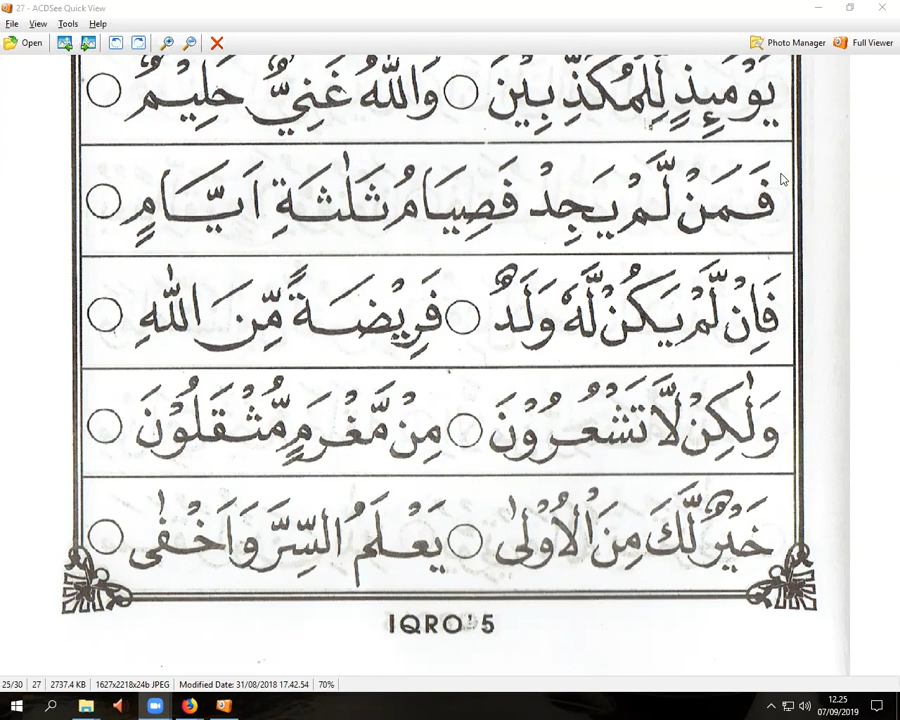 27 - ACDSee Quick View
File View Tools Help
Open Photo Manager Full Viewer
يَوْمَىِٕذٍ لِّلْمُكَذِّبِيْنَ ○ وَاللّٰهُ غَنِيٌّ حَلِيْمٌ ○
فَمَنْ لَّمْ يَجِدْ فَصِيَامُ ثَلٰثَةِ اَيَّامٍ ○
فَاِنْ لَّمْ يَكُنْ لَّهٗ وَلَدٌ ○ فَرِيْضَةً مِّنَ اللّٰهِ ○
وَلٰكِنْ لَّا تَشْعُرُوْنَ ○ مِنْ مَّغْرَمٍ مُّثْقَلُوْنَ ○
خَيْرٌ لَّكَ مِنَ الْاُوْلٰى ○ يَعْلَمُ السِّرَّ وَاَخْفٰى ○
IQRO' 5
25/30 27 2737.4 KB 1627x2218x24b JPEG Modified Date: 31/08/2018 17.42.54 70%
12.25
07/09/2019